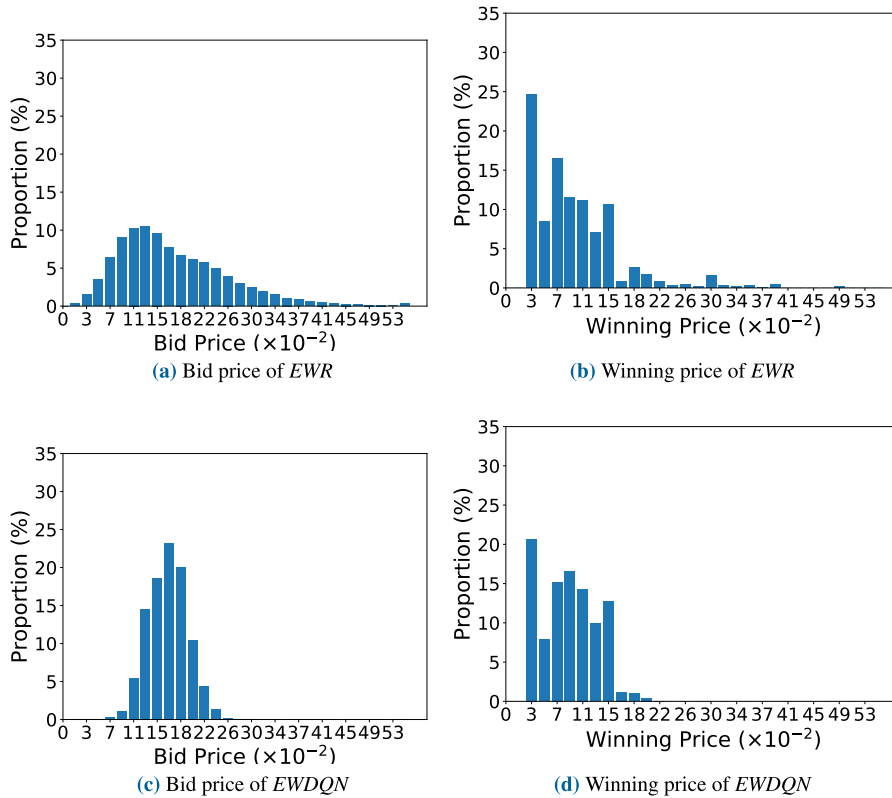 35
30
25
20
15
10
5
0
Proportion (%)
0 3 7 11 15 18 22 26 30 34 37 41 45 49 53
Bid Price (×10⁻²)
(a) Bid price of EWR
35
30
25
20
15
10
5
0
Proportion (%)
0 3 7 11 15 18 22 26 30 34 37 41 45 49 53
Winning Price (×10⁻²)
(b) Winning price of EWR
35
30
25
20
15
10
5
0
Proportion (%)
0 3 7 11 15 18 22 26 30 34 37 41 45 49 53
Bid Price (×10⁻²)
(c) Bid price of EWDQN
35
30
25
20
15
10
5
0
Proportion (%)
0 3 7 11 15 18 22 26 30 34 37 41 45 49 53
Winning Price (×10⁻²)
(d) Winning price of EWDQN